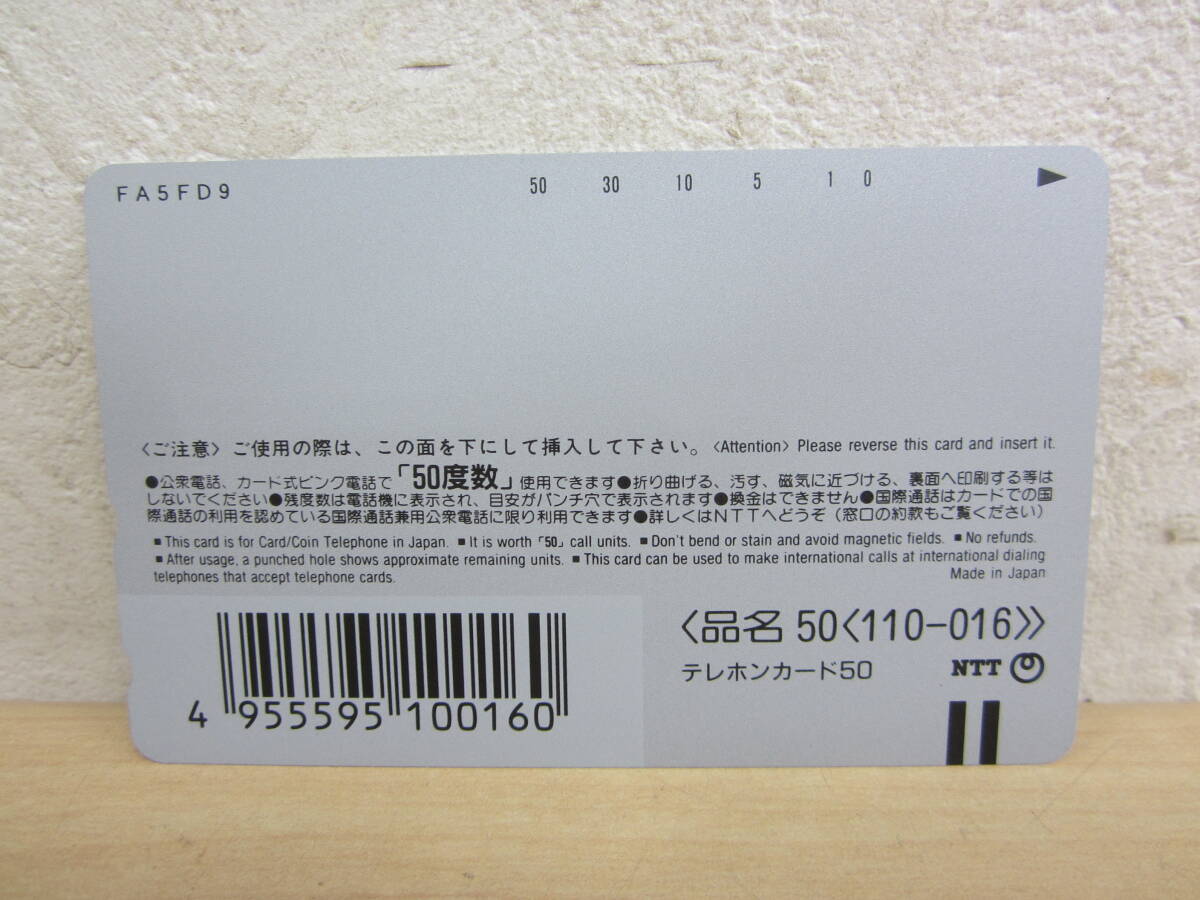 FA5FD9 50 30 10 5 1 0 ▶
〈ご注意〉ご使用の際は、この面を下にして挿入して下さい。〈Attention〉Please reverse this card and insert it.
●公衆電話、カード式ピンク電話で「50度数」使用できます●折り曲げる、汚す、磁気に近づける、裏面へ印刷する等は
しないでください●残度数は電話機に表示され、目安がパンチ穴で表示されます●換金はできません●国際通話はカードでの国
際通話の利用を認めている国際通話兼用公衆電話に限り利用できます●詳しくはNTTへどうぞ(窓口の約款もご覧ください)
■This card is for Card/Coin Telephone in Japan. ■It is worth「50」call units. ■Don't bend or stain and avoid magnetic fields. ■No refunds.
■After usage, a punched hole shows approximate remaining units. ■This card can be used to make international calls at international dialing
telephones that accept telephone cards. Made in Japan
〈品名 50〈110-016〉〉
テレホンカード50 NTT
4 955595 100160